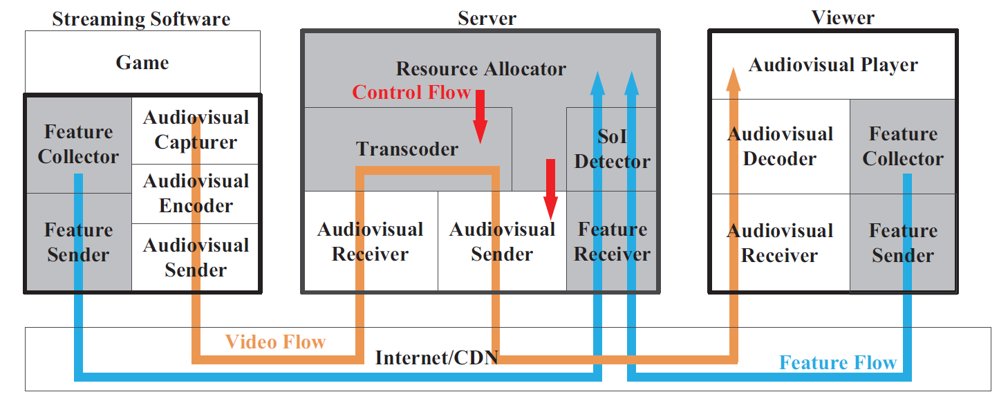 Streaming Software
Server
Viewer
Game
Feature
Collector
Audiovisual
Capturer
Audiovisual
Encoder
Feature
Sender
Audiovisual
Sender
Resource Allocator
Control Flow
Transcoder
SoI
Detector
Audiovisual
Receiver
Audiovisual
Sender
Feature
Receiver
Audiovisual Player
Audiovisual
Decoder
Feature
Collector
Audiovisual
Receiver
Feature
Sender
Video Flow
Internet/CDN
Feature Flow